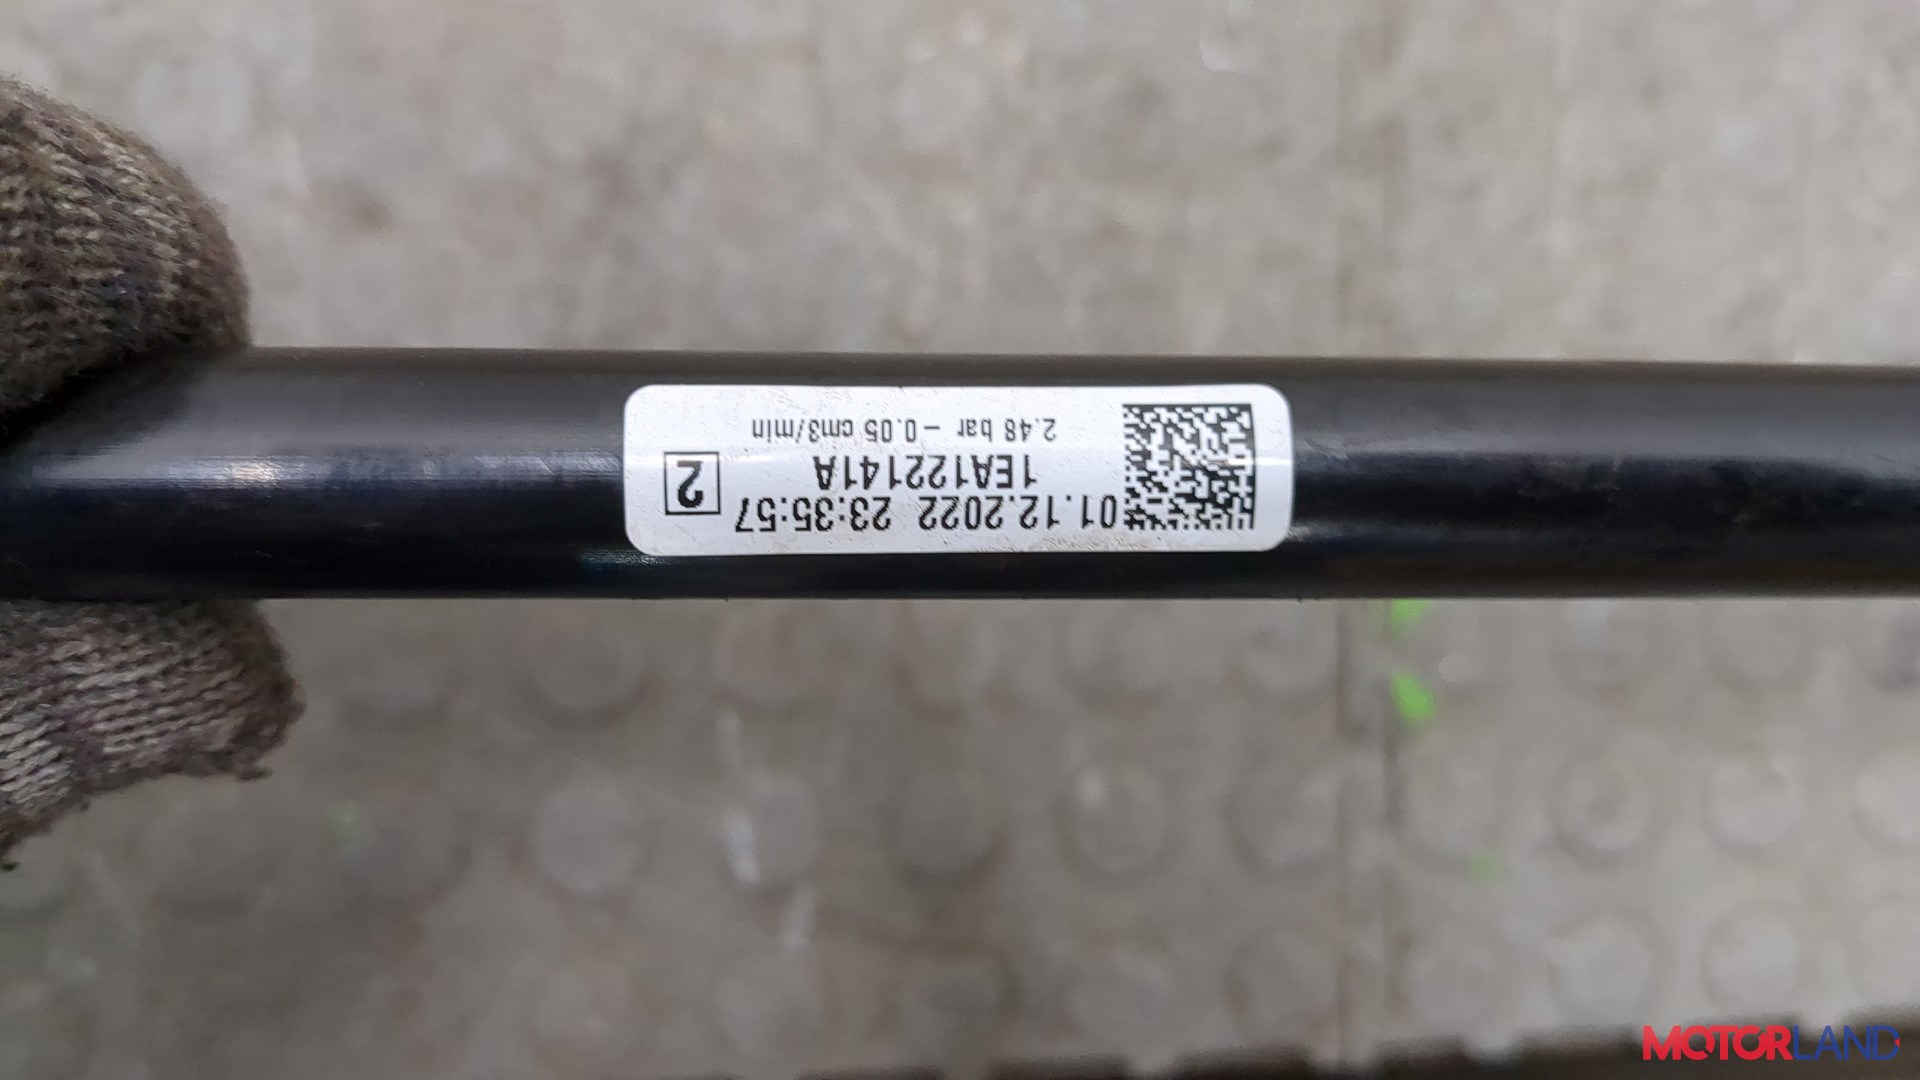 01.12.2022 23:35:57
1EA122141A
2
2.48 bar - 0.05 cm3/min
MOTORLAND